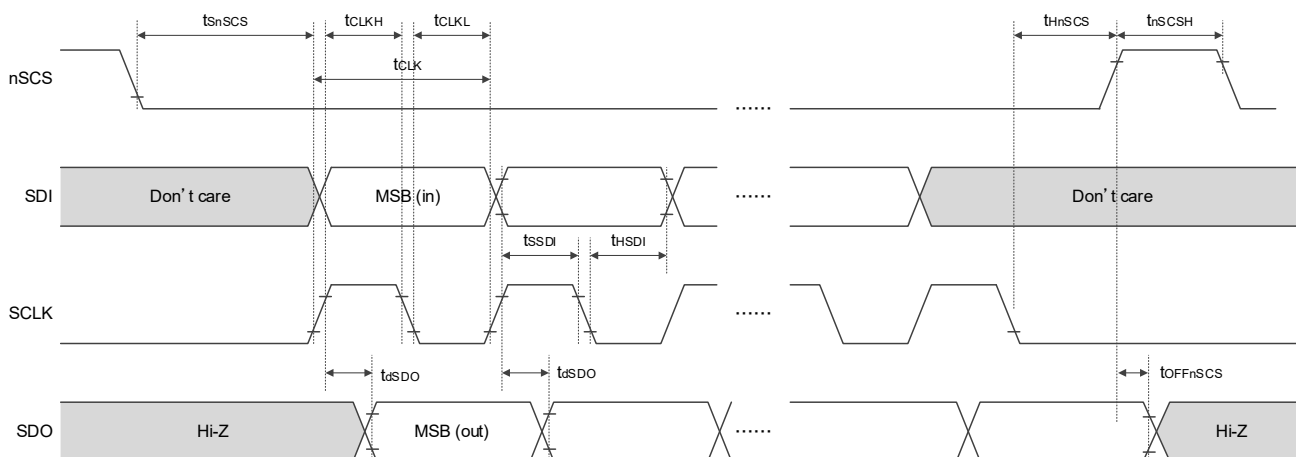 tSnSCS tCLKH tCLKL tHnSCS tnSCSH
tCLK
nSCS
......
SDI
Don't care
MSB (in)
......
Don't care
tSSDI tHSDI
SCLK
......
tdSDO tdSDO tOFFnSCS
SDO
Hi-Z
MSB (out)
......
Hi-Z